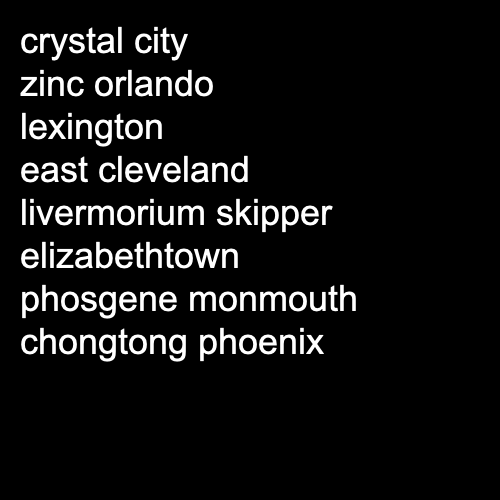 crystal city
zinc orlando
lexington
east cleveland
livermorium skipper
elizabethtown
phosgene monmouth
chongtong phoenix